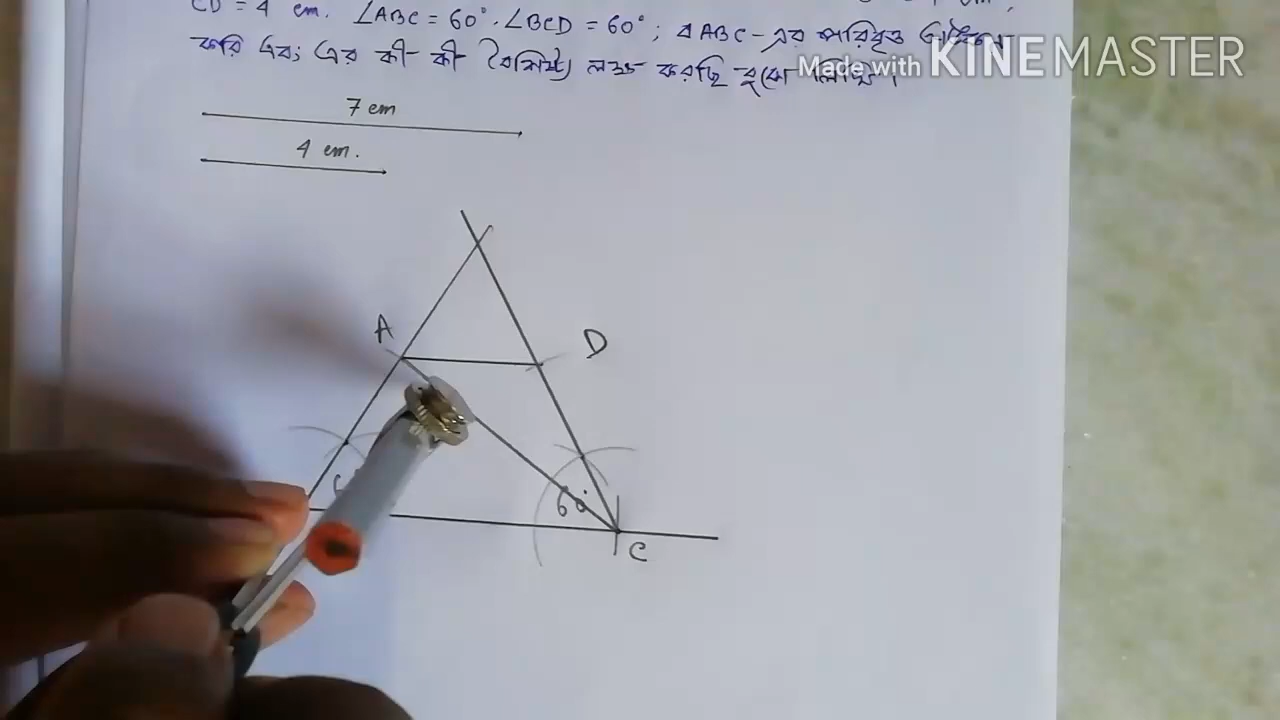 CD = 4 cm. ∠ABC = 60°. ∠BCD = 60°; ΔABC-এর পরিবৃত্ত
করি এবং এর কী-কী বৈশিষ্ট্য লক্ষ করছি বুঝে লিখি।
Made with KINEMASTER
7 cm
4 cm.
A
D
60°
C